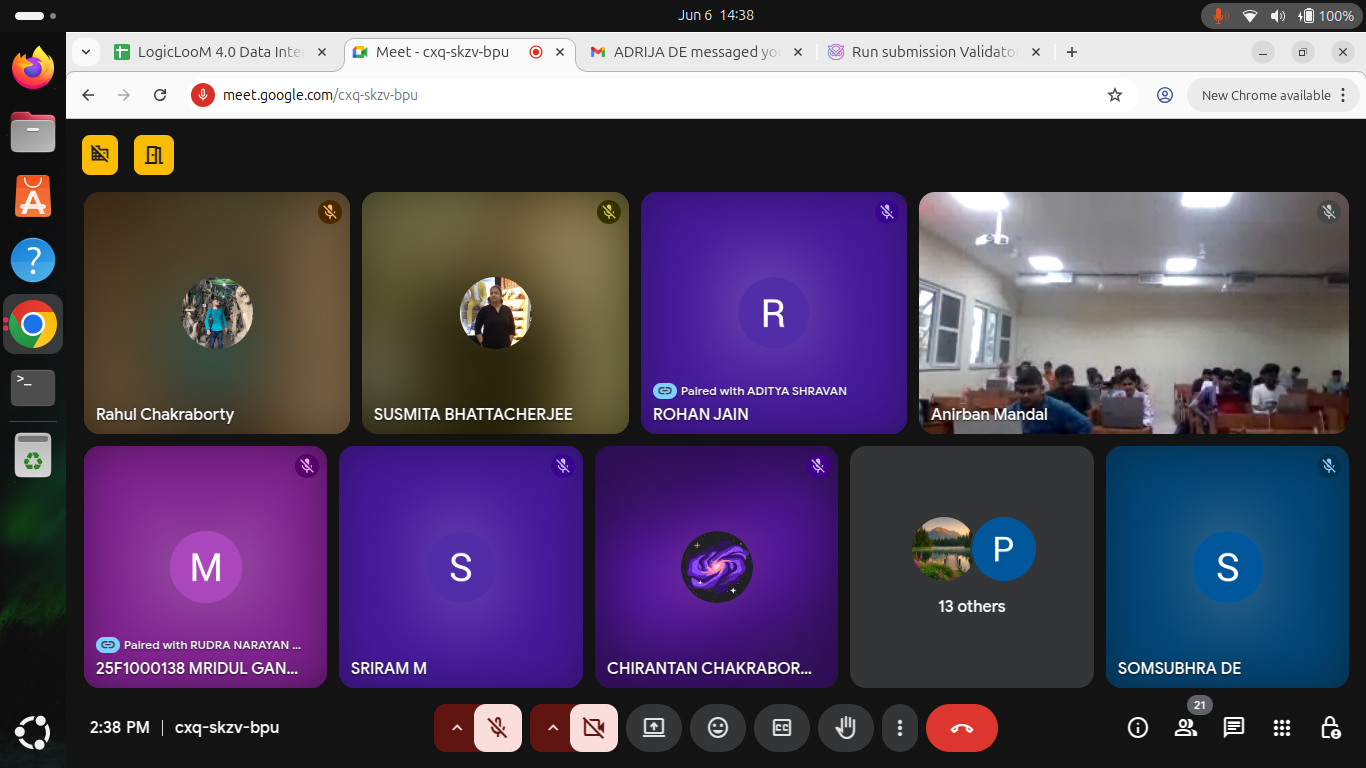 Jun 6 14:38
100%
LogicLooM 4.0 Data Inte
Meet - cxq-skzv-bpu
ADRIJA DE messaged yo
Run submission Validato
meet.google.com/cxq-skzv-bpu
New Chrome available
R
Paired with ADITYA SHRAVAN
Rahul Chakraborty
SUSMITA BHATTACHERJEE
ROHAN JAIN
Anirban Mandal
M
S
P
13 others
S
Paired with RUDRA NARAYAN ...
25F1000138 MRIDUL GAN...
SRIRAM M
CHIRANTAN CHAKRABOR...
SOMSUBHRA DE
2:38 PM | cxq-skzv-bpu
21